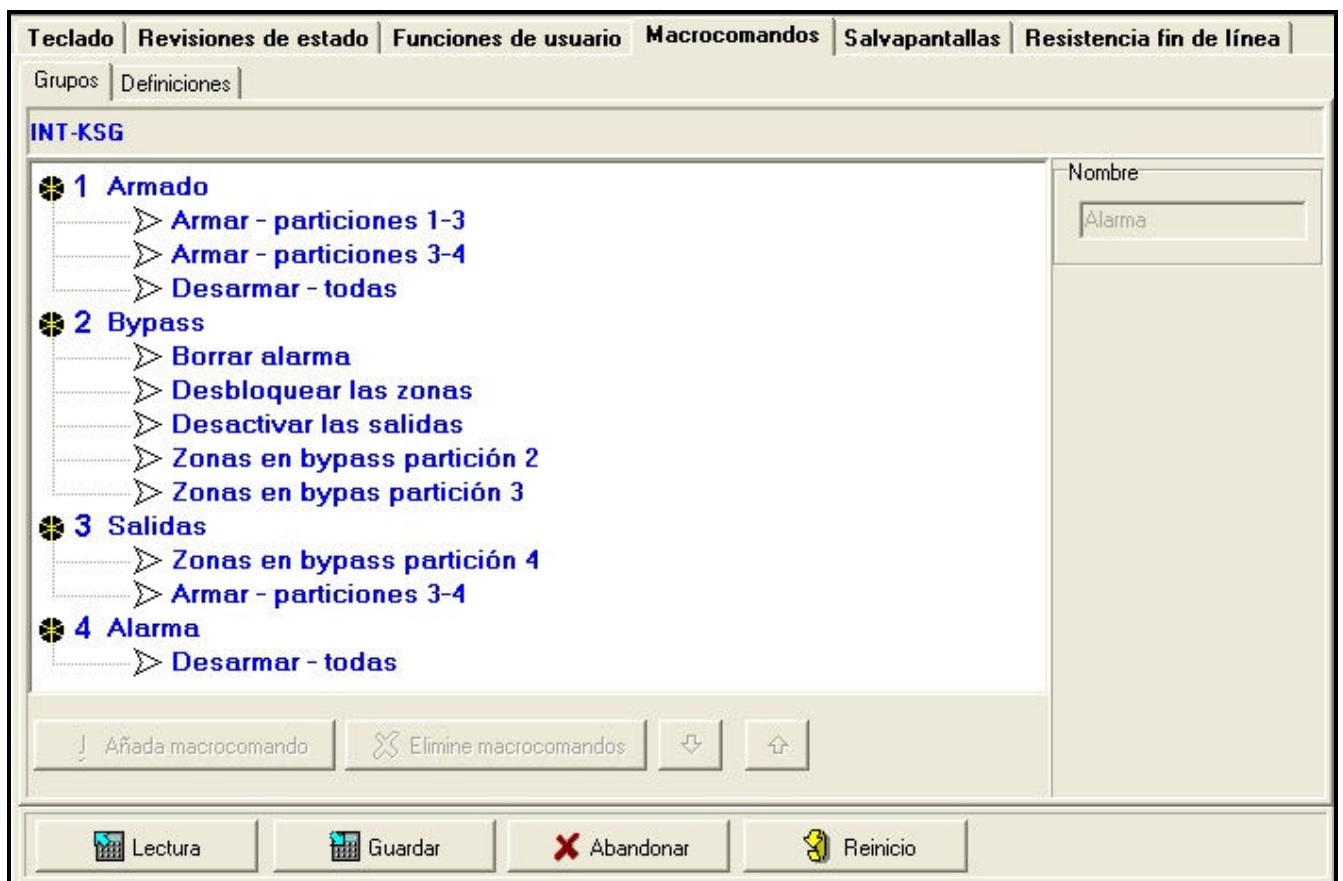 Teclado Revisiones de estado Funciones de usuario Macrocomandos Salvapantallas Resistencia fin de línea
Grupos Definiciones
INT-KSG
1 Armado
Armar - particiones 1-3
Armar - particiones 3-4
Desarmar - todas
2 Bypass
Borrar alarma
Desbloquear las zonas
Desactivar las salidas
Zonas en bypass partición 2
Zonas en bypas partición 3
3 Salidas
Zonas en bypass partición 4
Armar - particiones 3-4
4 Alarma
Desarmar - todas
Nombre
Alarma
Añada macrocomando Elimine macrocomandos
Lectura Guardar Abandonar Reinicio